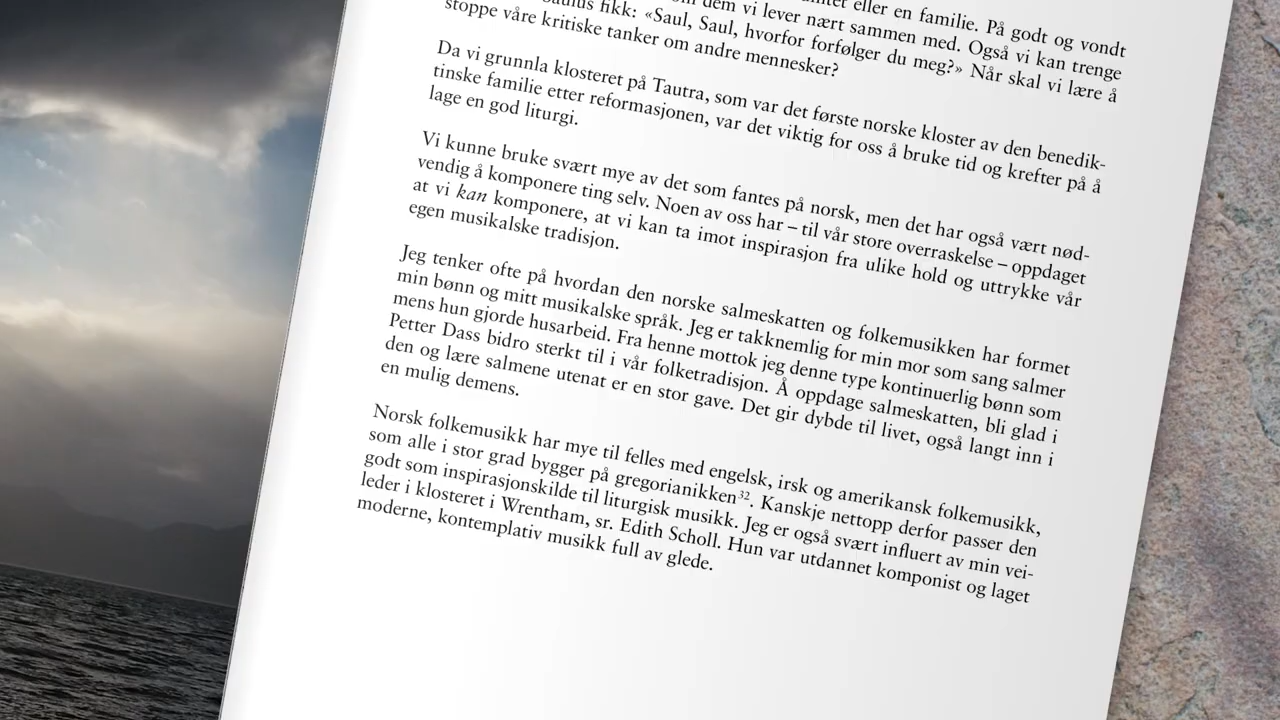 eller en familie. På godt og vondt
fikk: «Saul, Saul, hvorfor forfølger du meg?» Når skal vi lære å
dem vi lever nært sammen med. Også vi kan trenge
stoppe våre kritiske tanker om andre mennesker?
Da vi grunnla klosteret på Tautra, som var det første norske kloster av den benedik-
tinske familie etter reformasjonen, var det viktig for oss å bruke tid og krefter på å
lage en god liturgi.
Vi kunne bruke svært mye av det som fantes på norsk, men det har også vært nød-
vendig å komponere ting selv. Noen av oss har – til vår store overraskelse – oppdaget
at vi kan komponere, at vi kan ta imot inspirasjon fra ulike hold og uttrykke vår
egen musikalske tradisjon.
Jeg tenker ofte på hvordan den norske salmeskatten og folkemusikken har formet
min bønn og mitt musikalske språk. Jeg er takknemlig for min mor som sang salmer
mens hun gjorde husarbeid. Fra henne mottok jeg denne type kontinuerlig bønn som
Petter Dass bidro sterkt til i vår folketradisjon. Å oppdage salmeskatten, bli glad i
den og lære salmene utenat er en stor gave. Det gir dybde til livet, også langt inn i
en mulig demens.
Norsk folkemusikk har mye til felles med engelsk, irsk og amerikansk folkemusikk,
som alle i stor grad bygger på gregorianikken³². Kanskje nettopp derfor passer den
godt som inspirasjonskilde til liturgisk musikk. Jeg er også svært influert av min vei-
leder i klosteret i Wrentham, sr. Edith Scholl. Hun var utdannet komponist og laget
moderne, kontemplativ musikk full av glede.